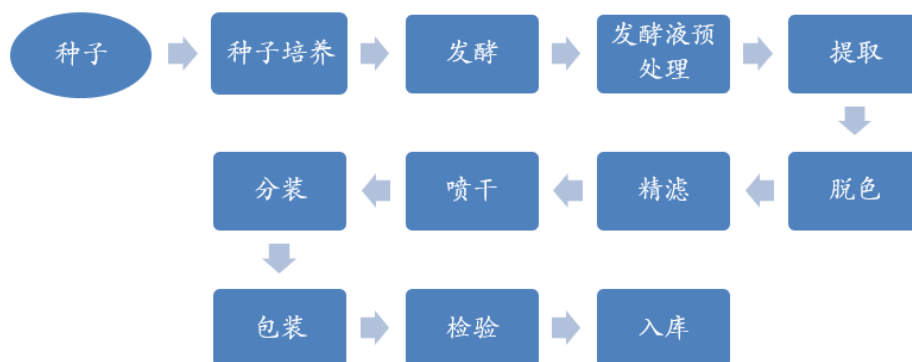 种子
种子培养
发酵
发酵液预
处理
提取
脱色
精滤
喷干
分装
包装
检验
入库